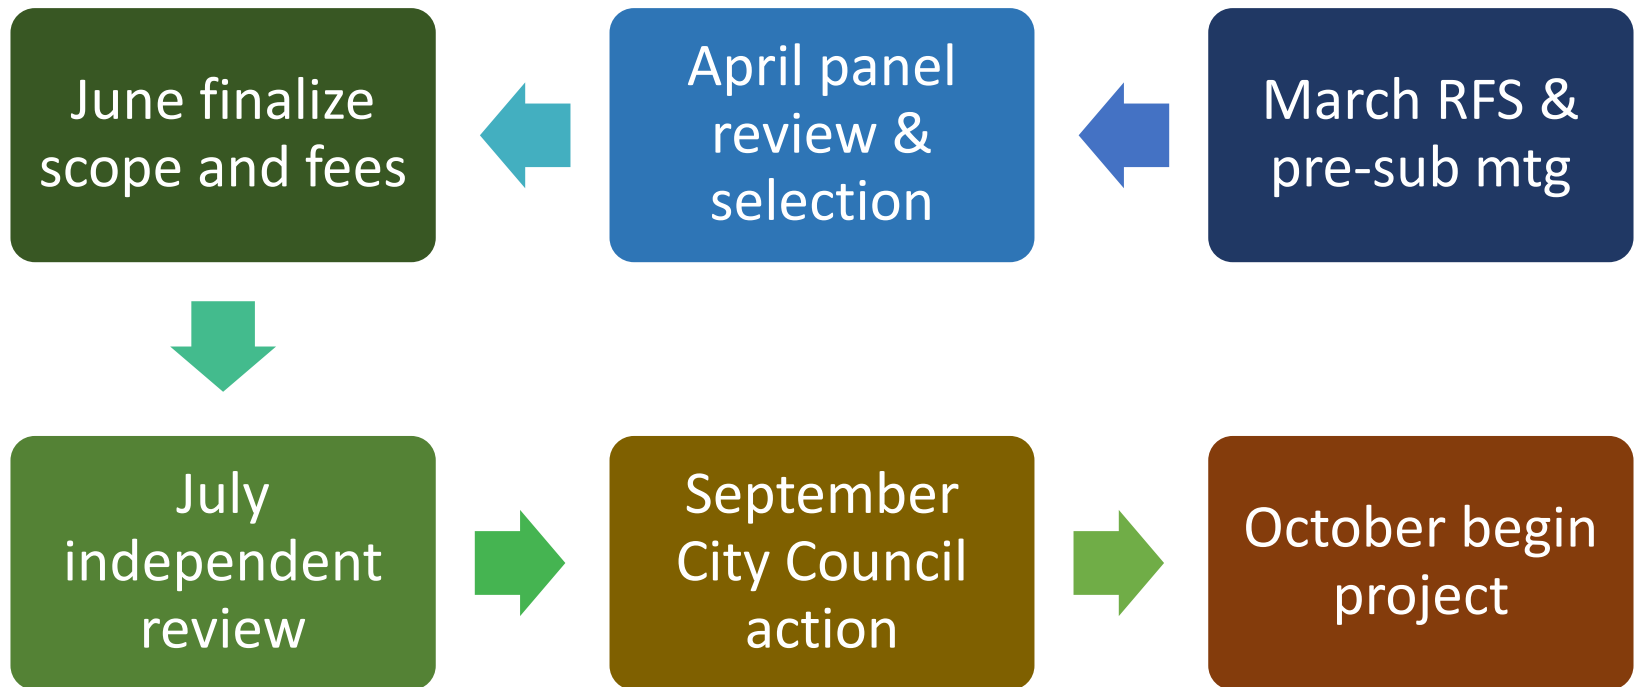 March RFS &
pre-sub mtg
April panel
review &
selection
June finalize
scope and fees
July
independent
review
September
City Council
action
October begin
project